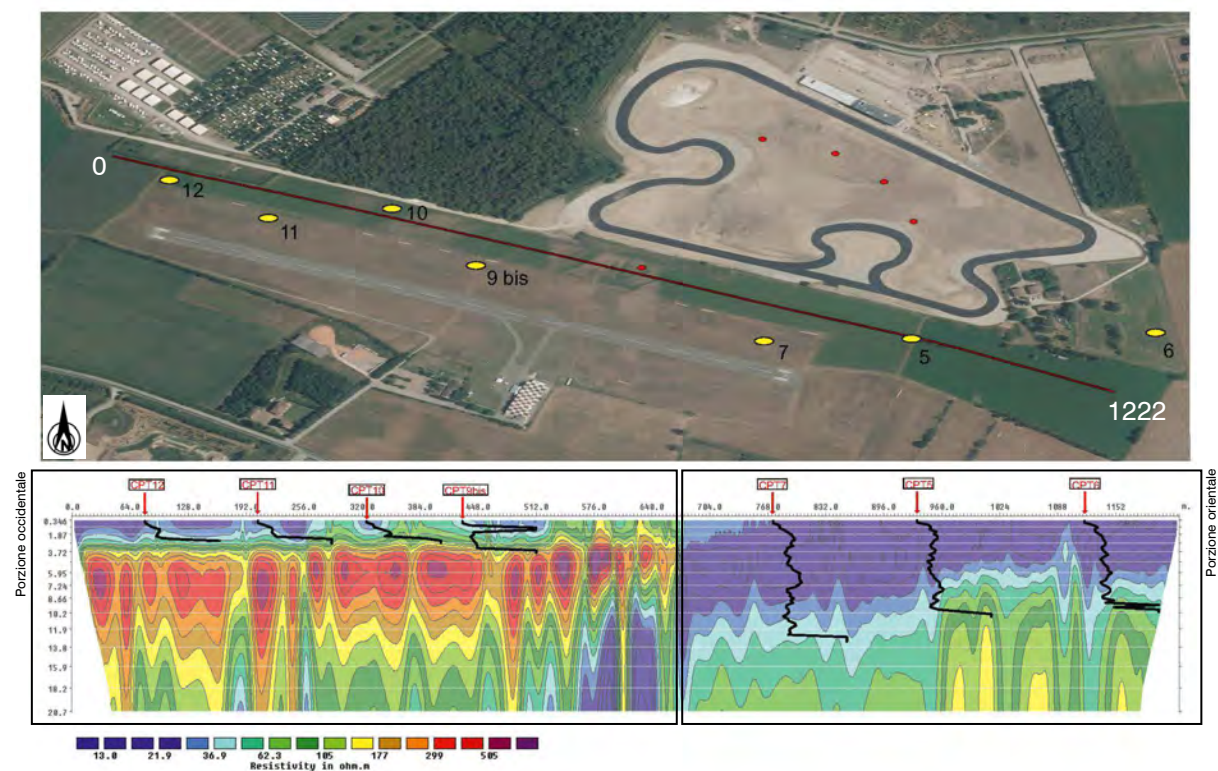 0
12
11
10
9 bis
7
5
6
1222
N
Porzione occidentale
Porzione orientale
CPT12 CPT11 CPT10 CPT9bis CPT7 CPT5 CPT6
0.0 64.0 128.0 192.0 256.0 320.0 384.0 448.0 512.0 576.0 640.0 704.0 768.0 832.0 896.0 960.0 1024 1088 1152 m.
0.346
1.87
3.72
5.95
7.24
8.66
10.2
11.9
13.8
15.9
18.2
20.7
13.0 21.9 36.9 62.3 105 177 299 505
Resistivity in ohm.m